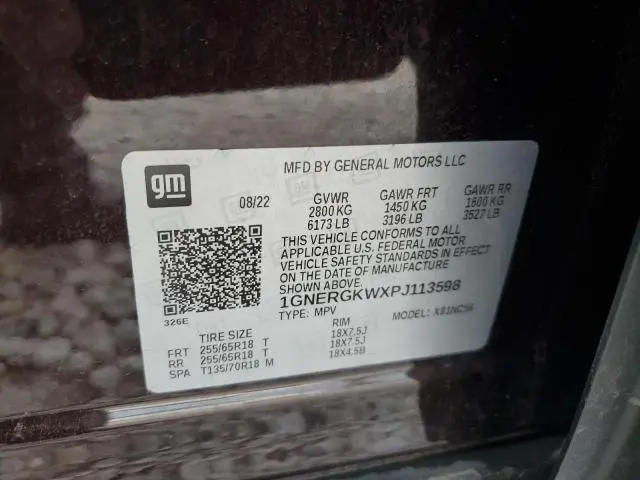 gm
MFD BY GENERAL MOTORS LLC
08/22 GVWR GAWR FRT GAWR RR
2800 KG 1450 KG 1600 KG
6173 LB 3196 LB 3527 LB
THIS VEHICLE CONFORMS TO ALL
APPLICABLE U.S. FEDERAL MOTOR
VEHICLE SAFETY STANDARDS IN EFFECT
ON THE DATE OF MANUFACTURE
SHOWN ABOVE.
1GNERGKWXPJ113598
326E
TYPE: MPV MODEL: X81NC56
TIRE SIZE RIM
FRT 255/65R18 T 18X7.5J
RR 255/65R18 T 18X7.5J
SPA T135/70R18 M 18X4.5B